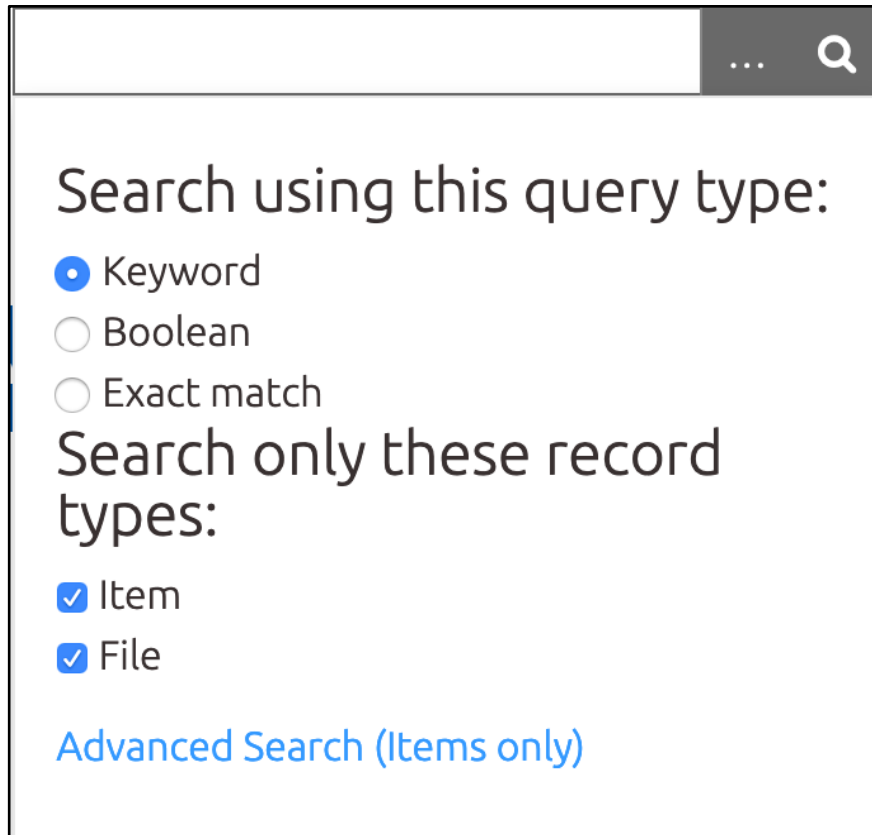 ...
Search using this query type:
Keyword
Boolean
Exact match
Search only these record
types:
Item
File
Advanced Search (Items only)